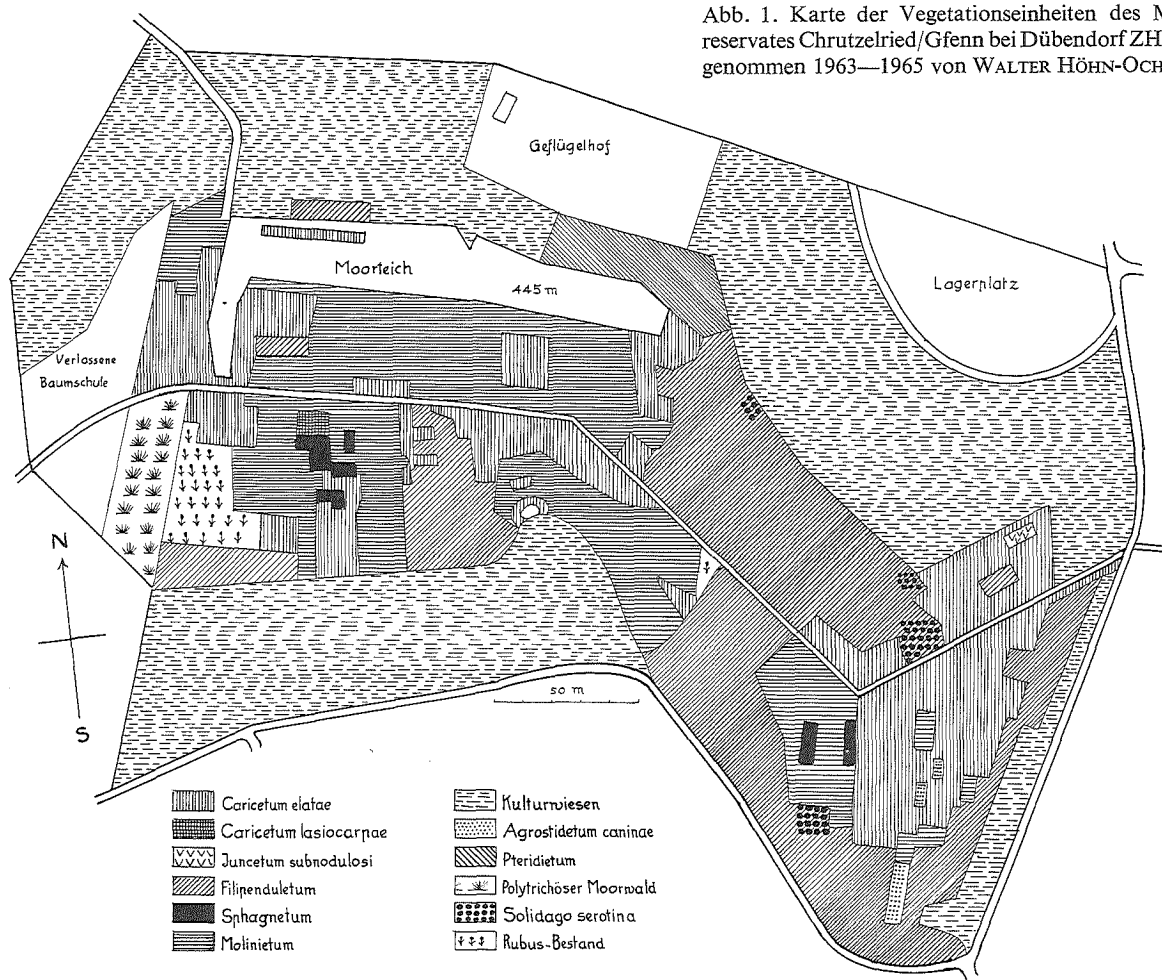 Abb. 1. Karte der Vegetationseinheiten des M
reservates Chrutzelried/Gfenn bei Dübendorf ZH
genommen 1963—1965 von WALTER HÖHN-OCH
Geflügelhof
Moorteich
445 m
Lagerplatz
Verlassene
Baumschule
N
S
50 m
Caricetum elatae
Caricetum lasiocarpae
Juncetum subnodulosi
Filipenduletum
Sphagnetum
Molinietum
Kulturwiesen
Agrostidetum caninae
Pteridietum
Polytrichöser Moorwald
Solidago serotina
Rubus-Bestand